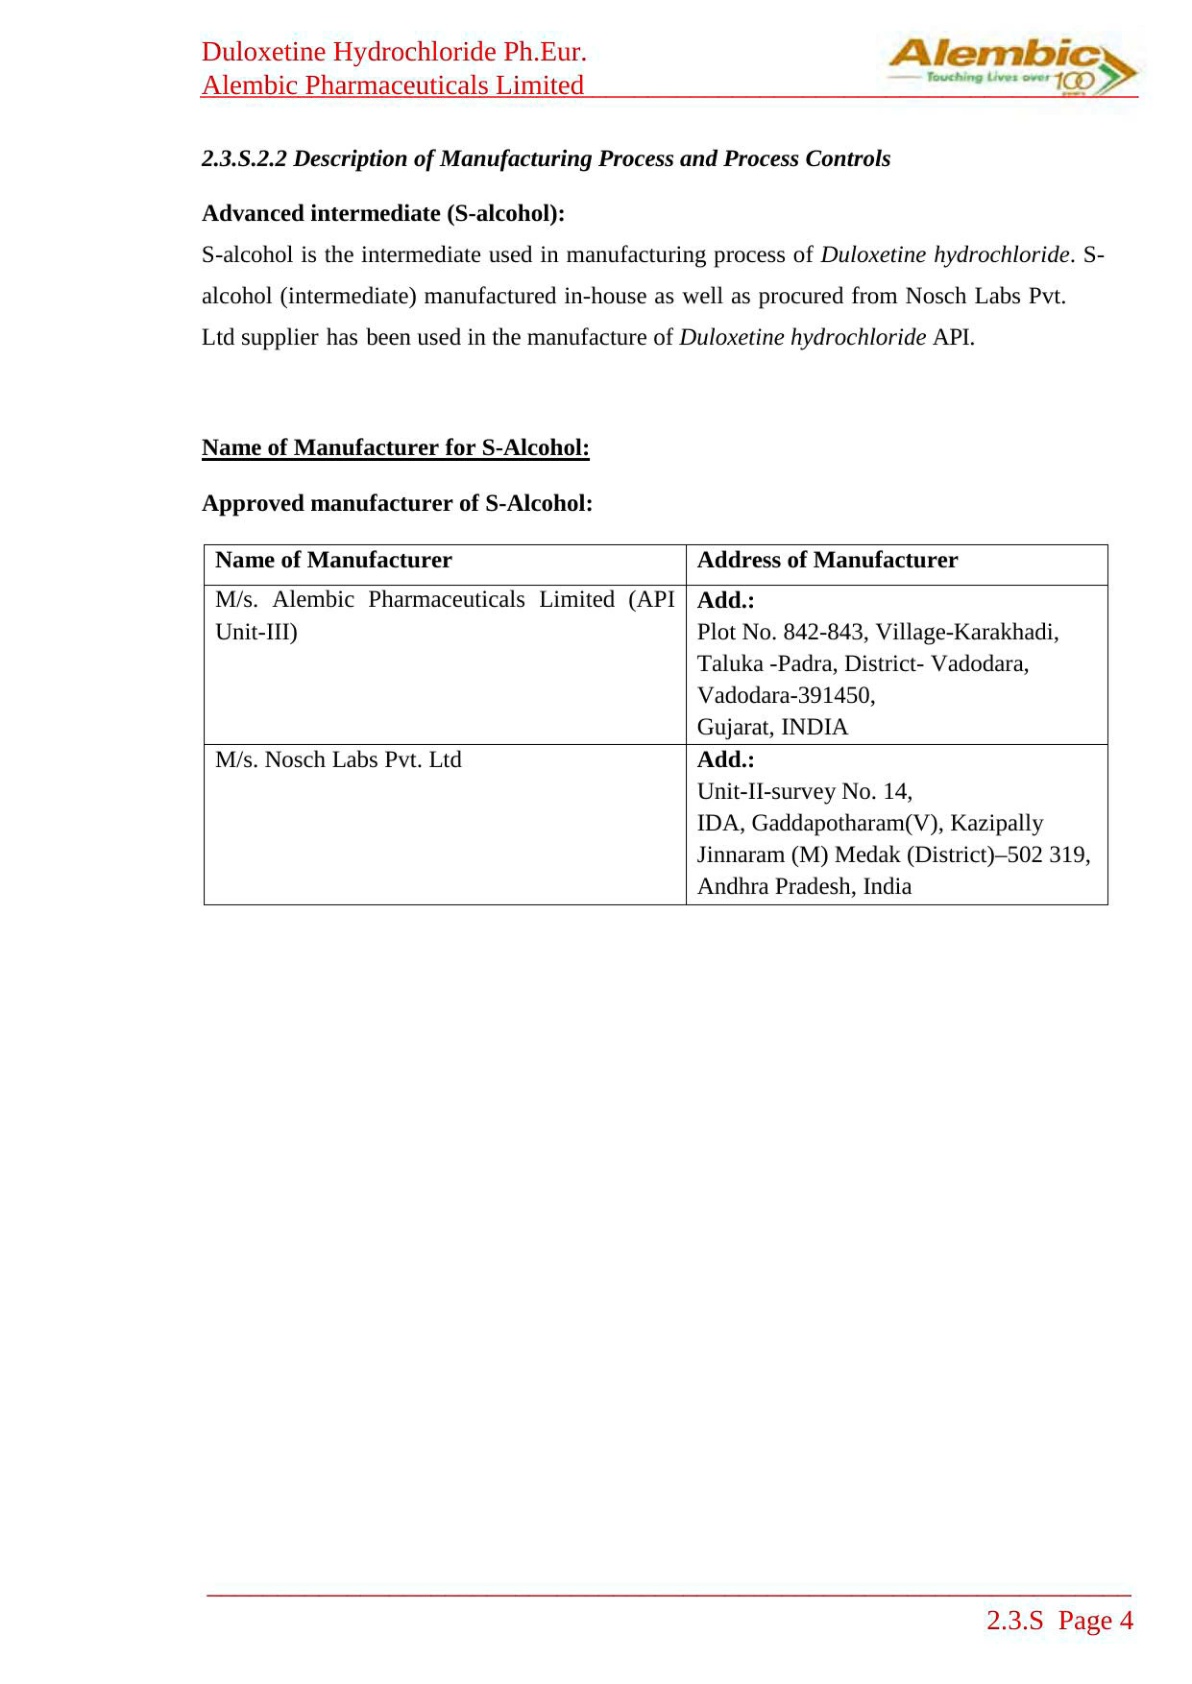 Duloxetine Hydrochloride Ph.Eur.
Alembic Pharmaceuticals Limited
Alembic
Touching Lives over 100 years
2.3.S.2.2 Description of Manufacturing Process and Process Controls
Advanced intermediate (S-alcohol):
S-alcohol is the intermediate used in manufacturing process of Duloxetine hydrochloride. S-
alcohol (intermediate) manufactured in-house as well as procured from Nosch Labs Pvt.
Ltd supplier has been used in the manufacture of Duloxetine hydrochloride API.
Name of Manufacturer for S-Alcohol:
Approved manufacturer of S-Alcohol:
Name of Manufacturer Address of Manufacturer
M/s. Alembic Pharmaceuticals Limited (API
Unit-III)
Add.:
Plot No. 842-843, Village-Karakhadi,
Taluka -Padra, District- Vadodara,
Vadodara-391450,
Gujarat, INDIA
M/s. Nosch Labs Pvt. Ltd
Add.:
Unit-II-survey No. 14,
IDA, Gaddapotharam(V), Kazipally
Jinnaram (M) Medak (District)–502 319,
Andhra Pradesh, India
2.3.S Page 4